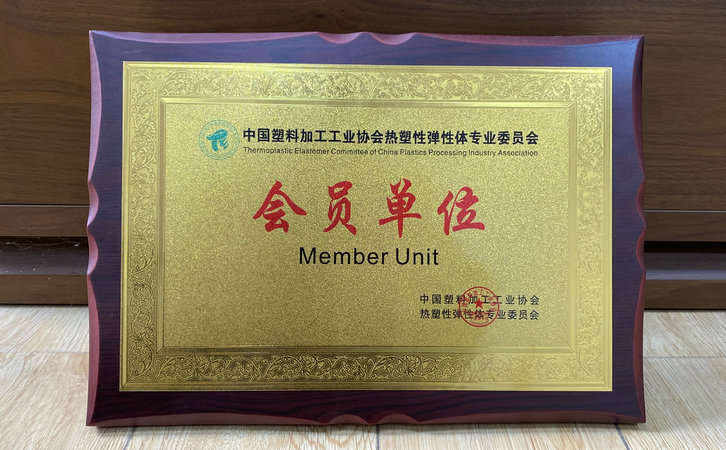 中国塑料加工工业协会热塑性弹性体专业委员会
Thermoplastic Elastomer Committee of China Plastics Processing Industry Association
会员单位
Member Unit
中国塑料加工工业协会
热塑性弹性体专业委员会